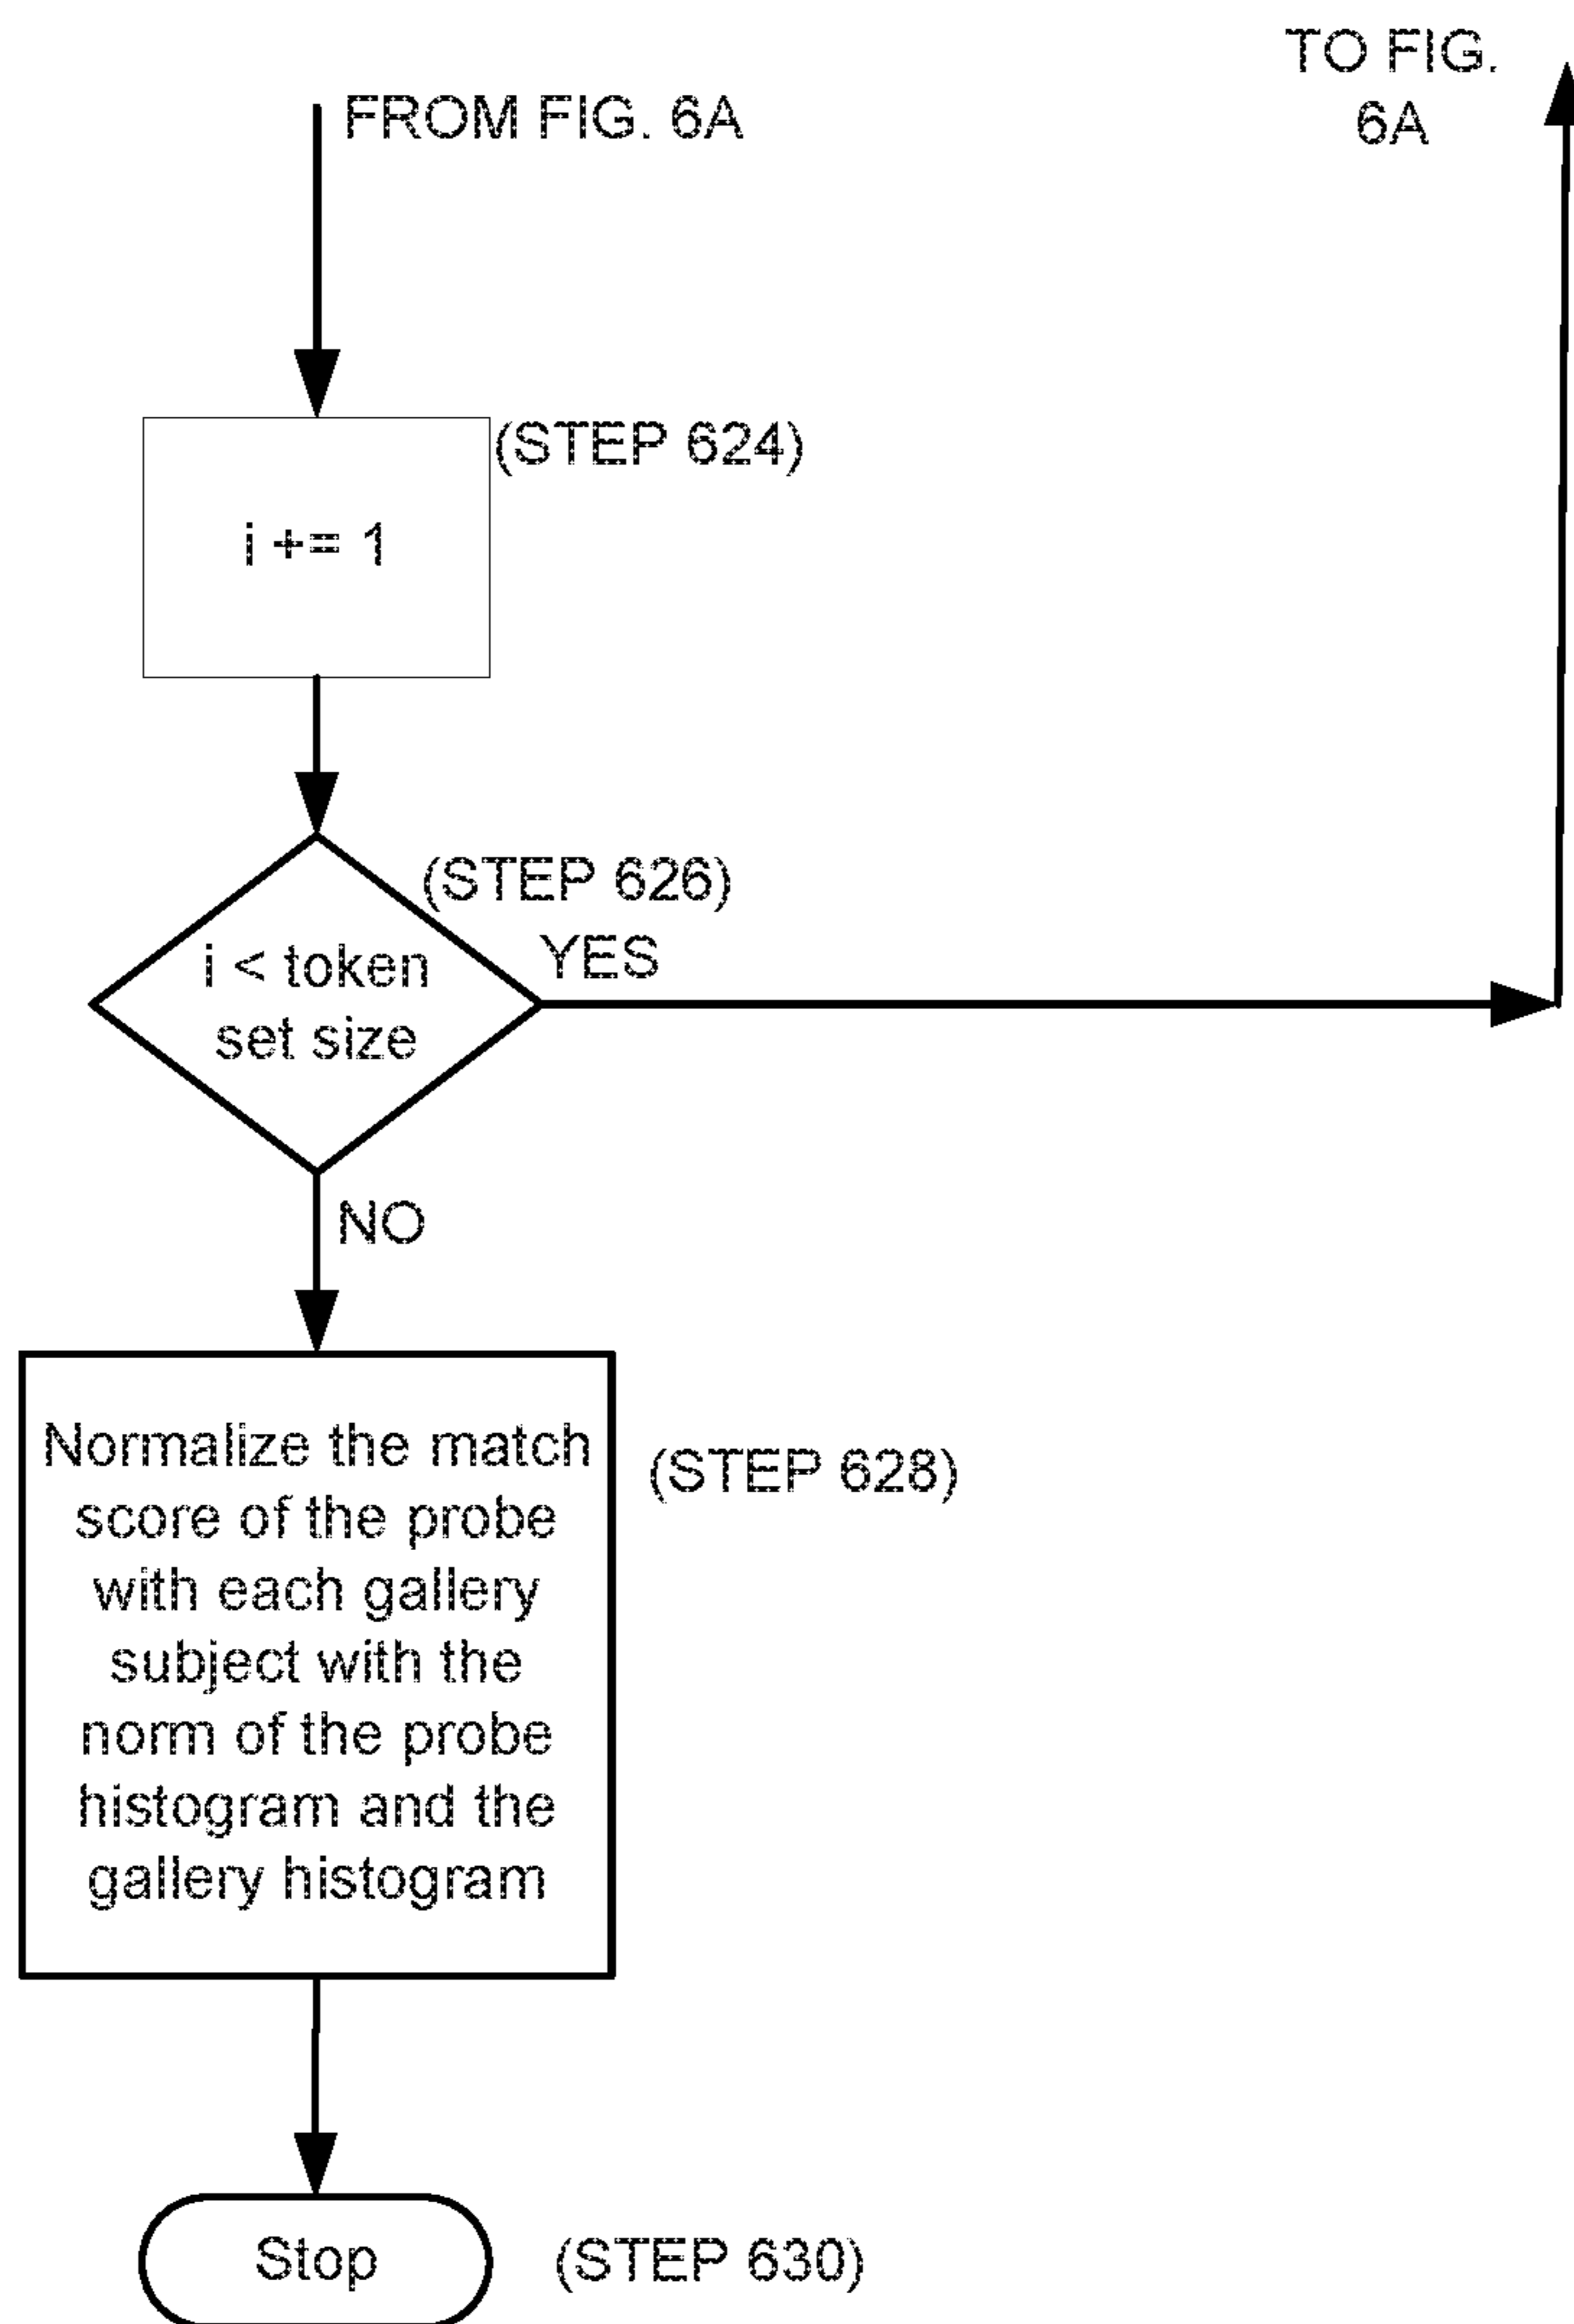 TO FIG.
6A
FROM FIG. 6A
(STEP 624)
i += 1
(STEP 626)
YES
i < token
set size
NO
Normalize the match
score of the probe
with each gallery
subject with the
norm of the probe
histogram and the
gallery histogram
(STEP 628)
Stop
(STEP 630)